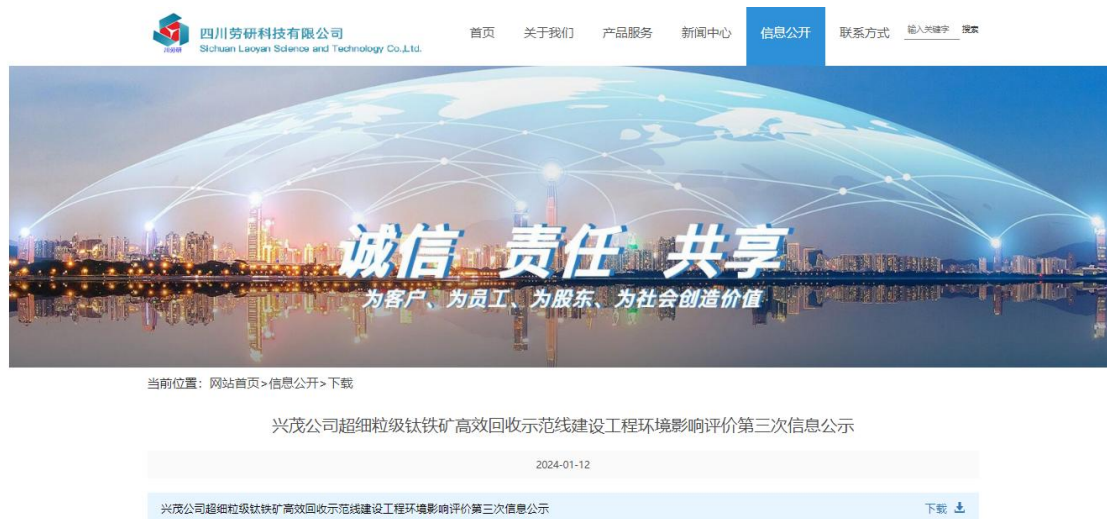 四川劳研科技有限公司
Sichuan Laoyan Science and Technology Co.,Ltd.
川劳研
首页 关于我们 产品服务 新闻中心 信息公开 联系方式 输入关键字 搜索
诚信 责任 共享
为客户、为员工、为股东、为社会创造价值
当前位置：网站首页>信息公开>下载
兴茂公司超细粒级钛铁矿高效回收示范线建设工程环境影响评价第三次信息公示
2024-01-12
兴茂公司超细粒级钛铁矿高效回收示范线建设工程环境影响评价第三次信息公示 下载